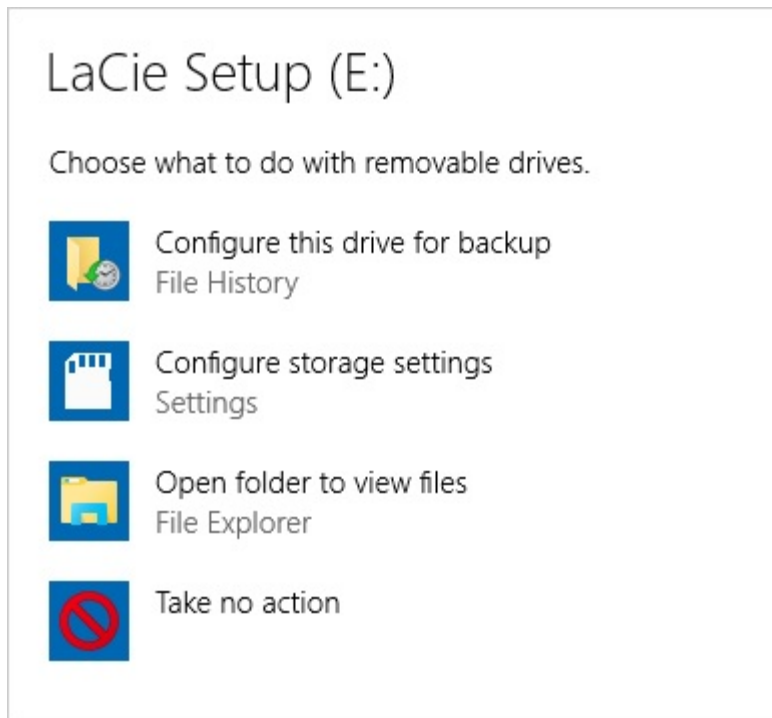 LaCie Setup (E:)
Choose what to do with removable drives.
Configure this drive for backup
File History
Configure storage settings
Settings
Open folder to view files
File Explorer
Take no action